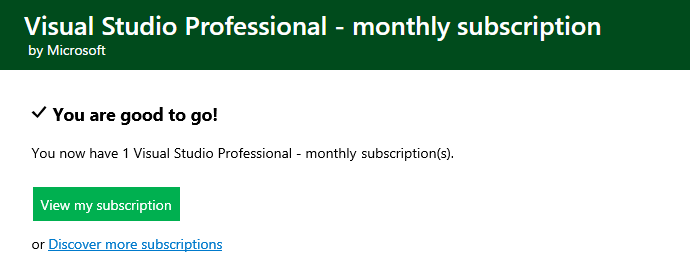 Visual Studio Professional - monthly subscription
by Microsoft
You are good to go!
You now have 1 Visual Studio Professional - monthly subscription(s).
View my subscription
or Discover more subscriptions